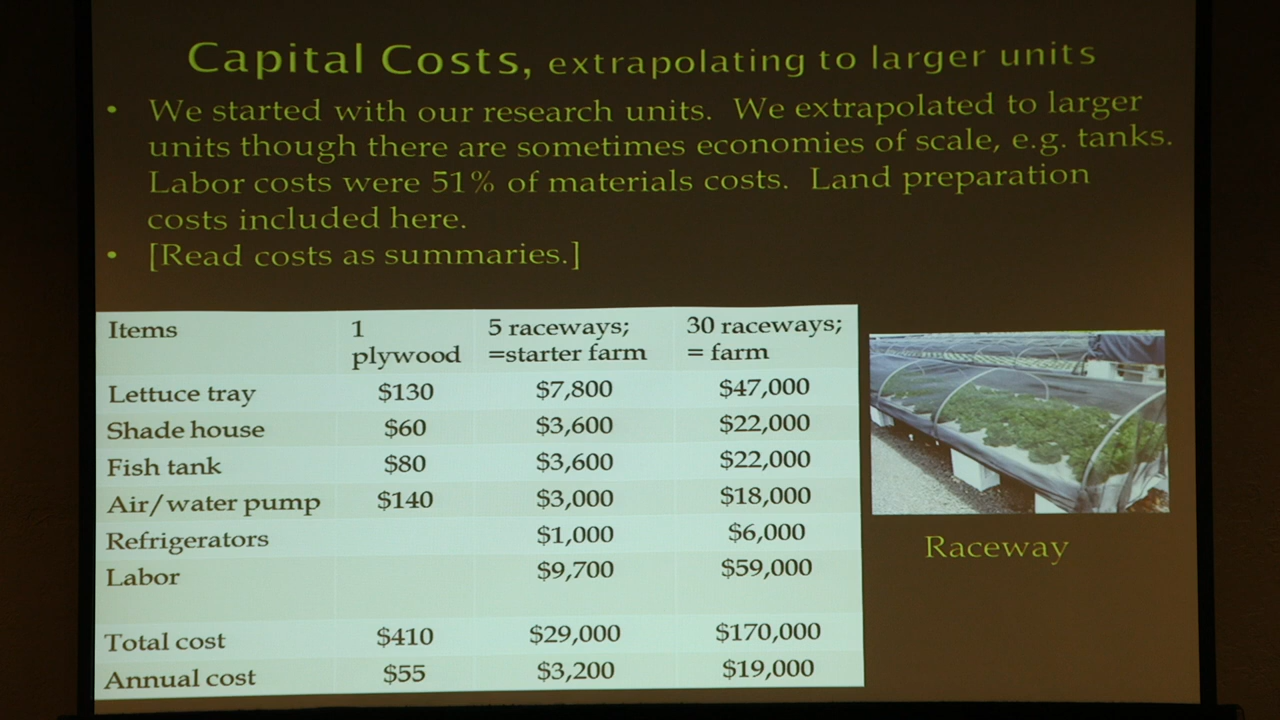 Capital Costs, extrapolating to larger units
• We started with our research units. We extrapolated to larger
units though there are sometimes economies of scale, e.g. tanks.
Labor costs were 51% of materials costs. Land preparation
costs included here.
• [Read costs as summaries.]
Items 1 plywood 5 raceways; =starter farm 30 raceways; = farm
Lettuce tray $130 $7,800 $47,000
Shade house $60 $3,600 $22,000
Fish tank $80 $3,600 $22,000
Air/water pump $140 $3,000 $18,000
Refrigerators $1,000 $6,000
Labor $9,700 $59,000
Total cost $410 $29,000 $170,000
Annual cost $55 $3,200 $19,000
Raceway